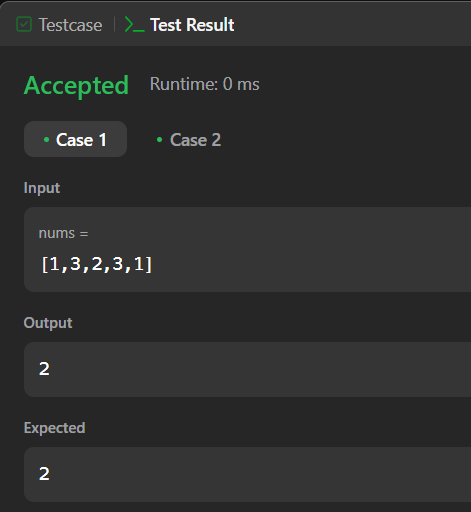 Testcase
Test Result
Accepted
Runtime: 0 ms
Case 1
Case 2
Input
nums =
[1,3,2,3,1]
Output
2
Expected
2